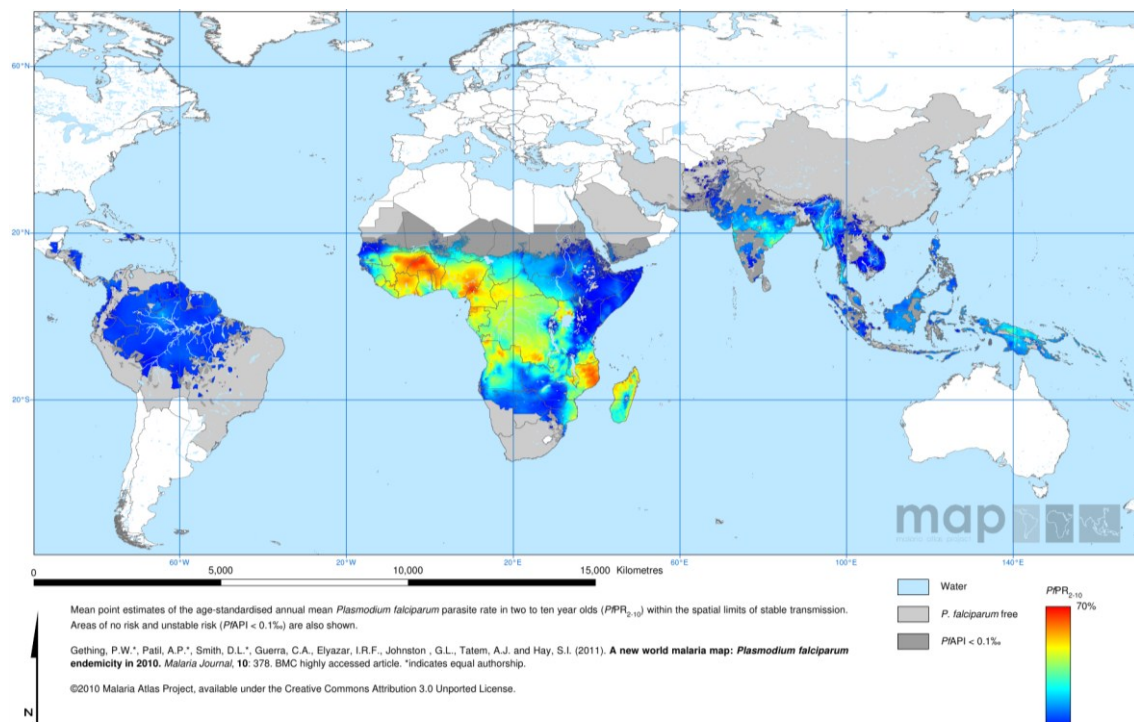 60°N
20°N
20°S
map
60°W 20°W 20°E 60°E 100°E 140°E
0 5,000 10,000 15,000 Kilometres
Mean point estimates of the age-standardised annual mean Plasmodium falciparum parasite rate in two to ten year olds (PfPR2-10) within the spatial limits of stable transmission.
Areas of no risk and unstable risk (PfAPI < 0.1‰) are also shown.
Gething, P.W.*, Patil, A.P.*, Smith, D.L.*, Guerra, C.A., Elyazar, I.R.F., Johnston , G.L., Tatem, A.J. and Hay, S.I. (2011). A new world malaria map: Plasmodium falciparum
endemicity in 2010. Malaria Journal, 10: 378. BMC highly accessed article. *indicates equal authorship.
©2010 Malaria Atlas Project, available under the Creative Commons Attribution 3.0 Unported License.
N
Water
P. falciparum free
PfAPI < 0.1‰
PfPR2-10
70%
0%